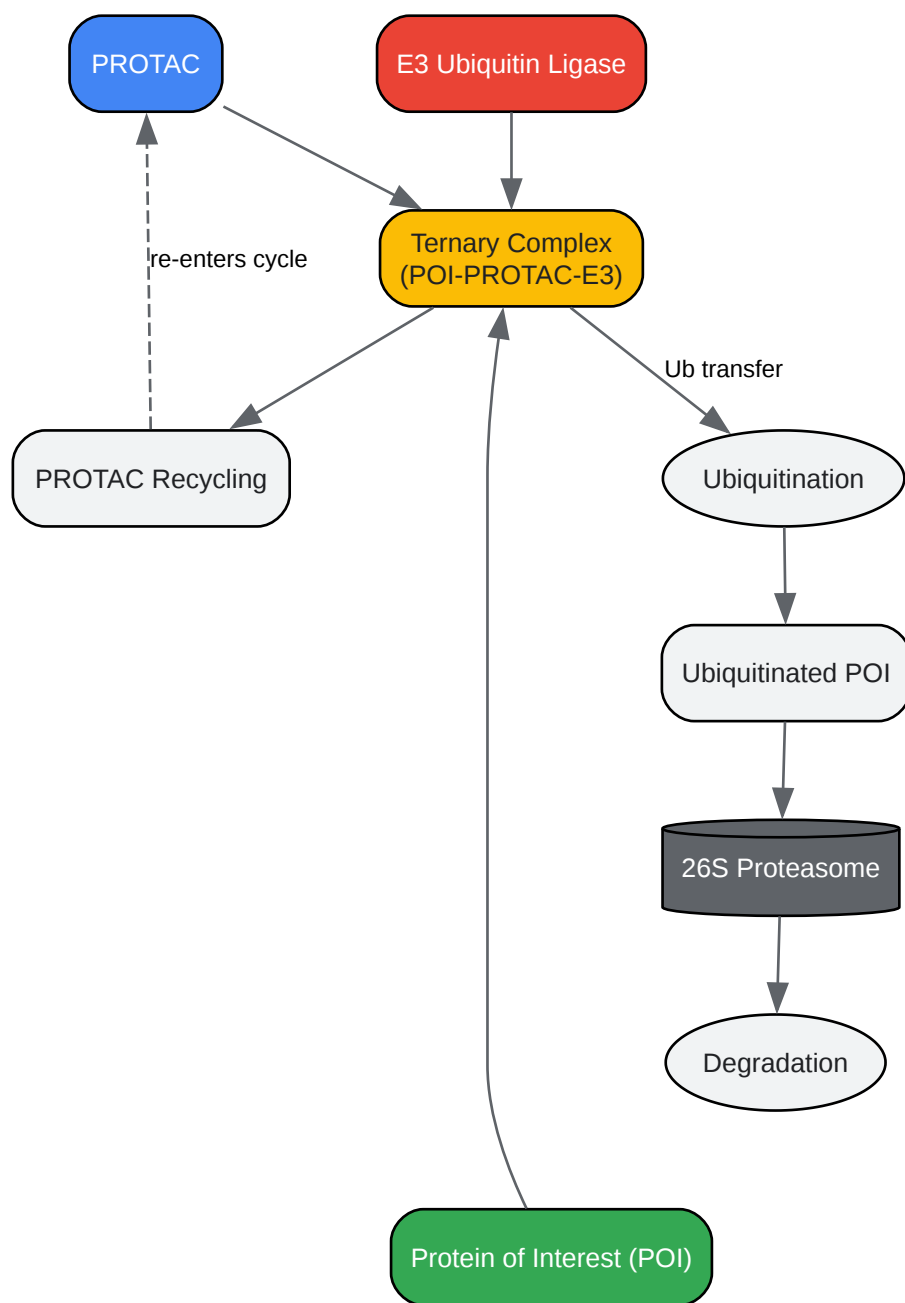 PROTAC
E3 Ubiquitin Ligase
Ternary Complex
(POI-PROTAC-E3)
re-enters cycle
Ub transfer
PROTAC Recycling
Ubiquitination
Ubiquitinated POI
26S Proteasome
Degradation
Protein of Interest (POI)